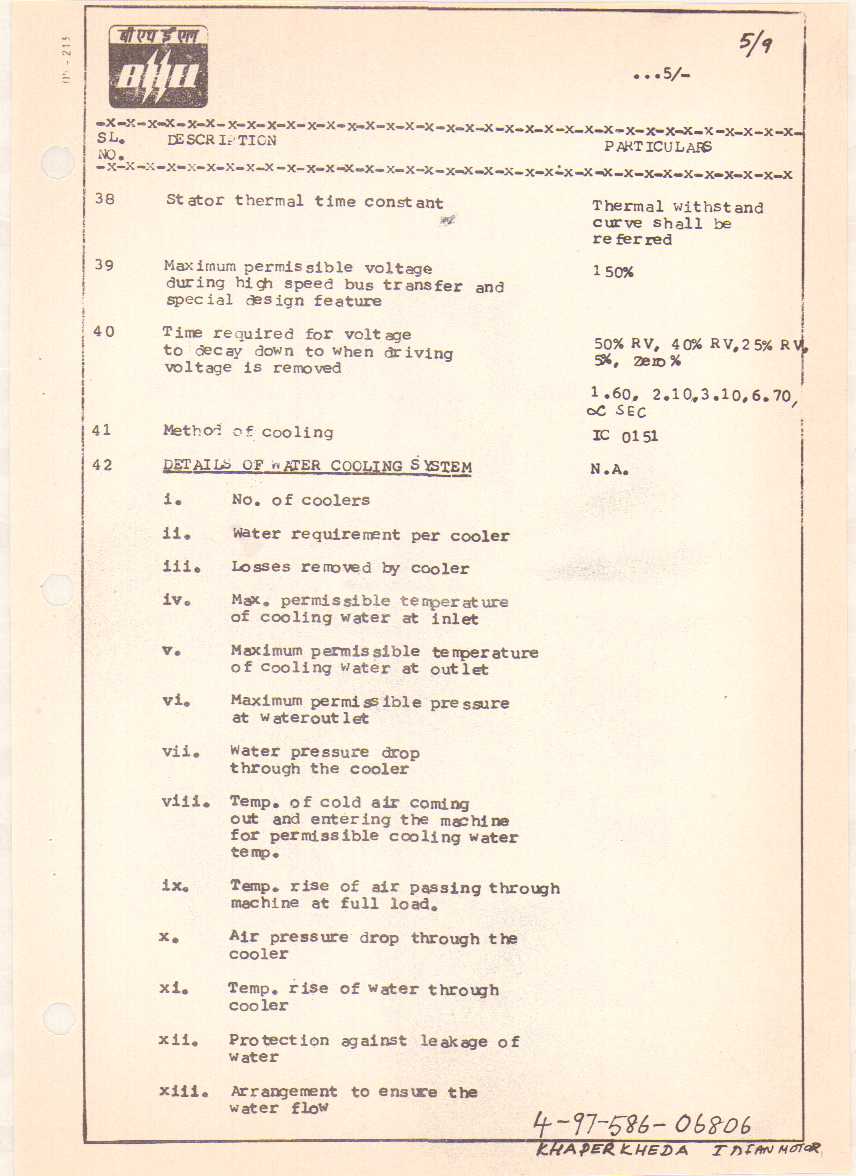 बी एच ई एल
BHEL
5/9
...5/-
-x-x-x-x-x-x-x-x-x-x-x-x-x-x-x-x-x-x-x-x-x-x-x-x-x-x-x-x-x-x-x-x-x-x-x-
SL. DESCRIPTION PARTICULARS
NO.
-x-x-x-x-x-x-x-x-x-x-x-x-x-x-x-x-x-x-x-x-x-x-x-x-x-x-x-x-x-x-x-x-x-x-x
38 Stator thermal time constant Thermal withstand
curve shall be
referred
39 Maximum permissible voltage 150%
during high speed bus transfer and
special design feature
40 Time required for voltage 50% RV, 40% RV,25% RV,
to decay down to when driving 5%, Zero%
voltage is removed
1.60, 2.10,3.10,6.70,
∝ SEC
41 Method of cooling IC 0151
42 DETAILS OF WATER COOLING SYSTEM N.A.
i. No. of coolers
ii. Water requirement per cooler
iii. Losses removed by cooler
iv. Max. permissible temperature
of cooling water at inlet
v. Maximum permissible temperature
of cooling water at outlet
vi. Maximum permissible pressure
at wateroutlet
vii. Water pressure drop
through the cooler
viii. Temp. of cold air coming
out and entering the machine
for permissible cooling water
temp.
ix. Temp. rise of air passing through
machine at full load.
x. Air pressure drop through the
cooler
xi. Temp. rise of water through
cooler
xii. Protection against leakage of
water
xiii. Arrangement to ensure the
water flow
4-97-586-06806
KHAPERKHEDA INDIAN MOTOR